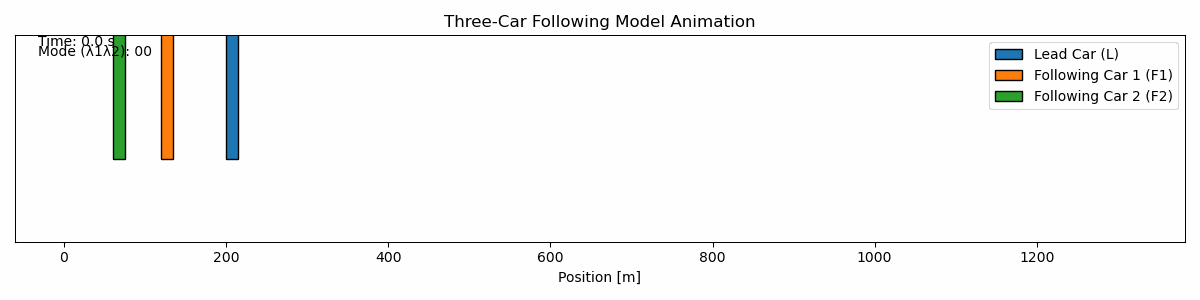 Three-Car Following Model Animation
Time: 0.0 s
Mode (λ1λ2): 00
Lead Car (L)
Following Car 1 (F1)
Following Car 2 (F2)
0 200 400 600 800 1000 1200
Position [m]